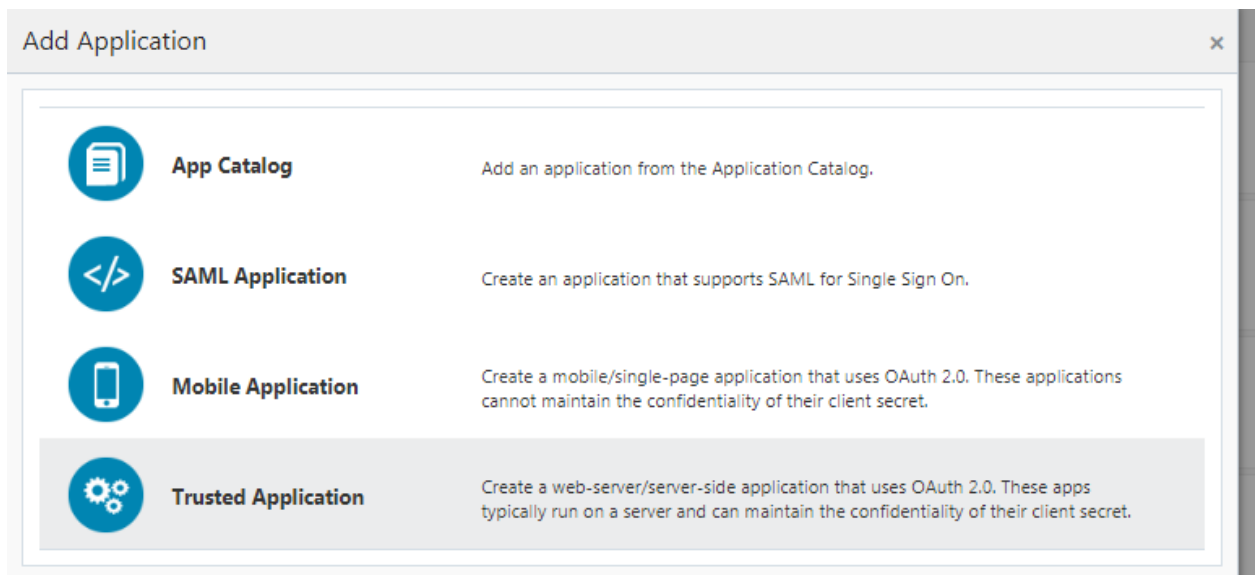 Add Application
×
App Catalog
Add an application from the Application Catalog.
</>
SAML Application
Create an application that supports SAML for Single Sign On.
Mobile Application
Create a mobile/single-page application that uses OAuth 2.0. These applications
cannot maintain the confidentiality of their client secret.
Trusted Application
Create a web-server/server-side application that uses OAuth 2.0. These apps
typically run on a server and can maintain the confidentiality of their client secret.